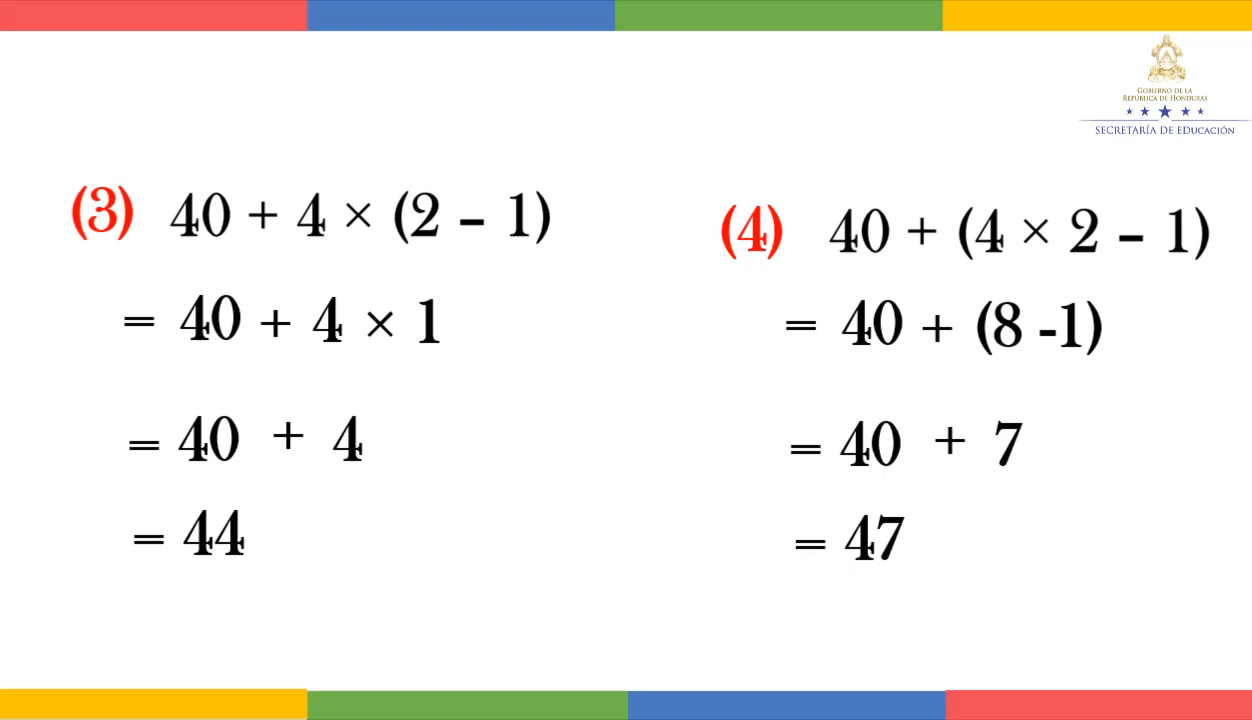 GOBIERNO DE LA
REPÚBLICA DE HONDURAS
SECRETARÍA DE EDUCACIÓN
(3) 40 + 4 × (2 – 1)
= 40 + 4 × 1
= 40 + 4
= 44
(4) 40 + (4 × 2 – 1)
= 40 + (8 -1)
= 40 + 7
= 47